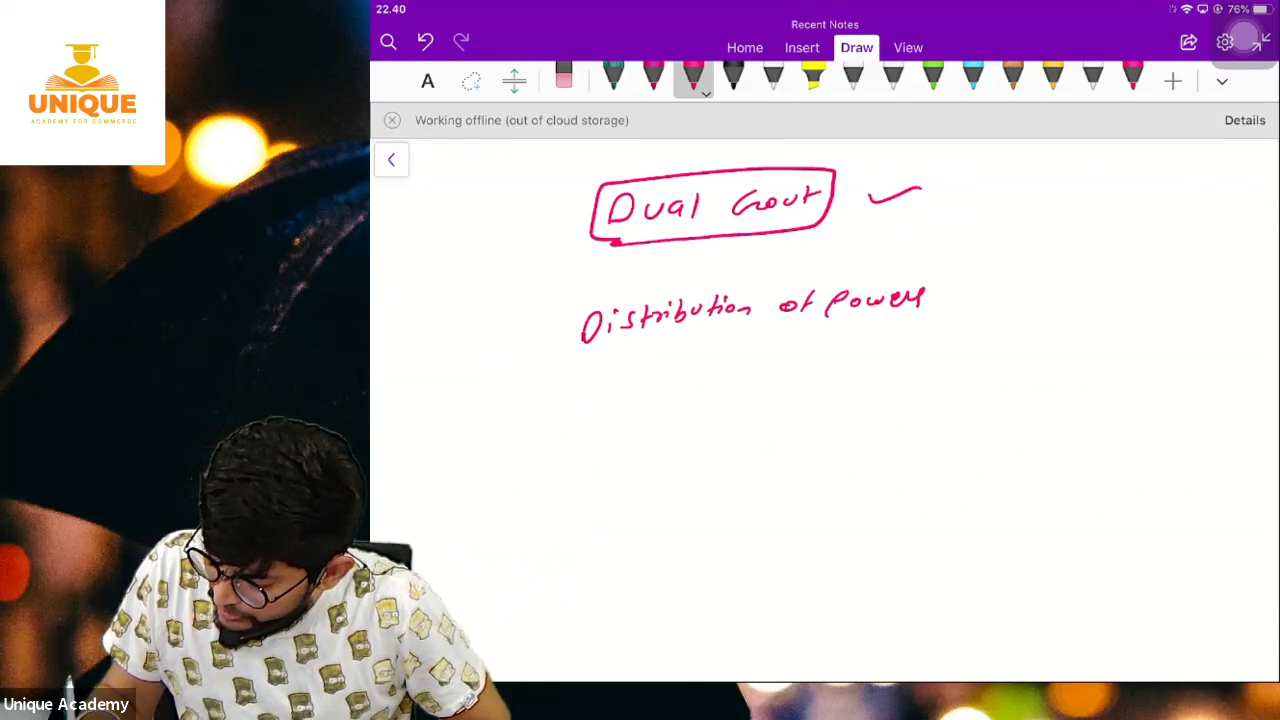 22.40
76%
Recent Notes
Home Insert Draw View
UNIQUE
ACADEMY FOR COMMERCE
A
Working offline (out of cloud storage)
Details
Dual Govt
Distribution of Powers
Unique Academy